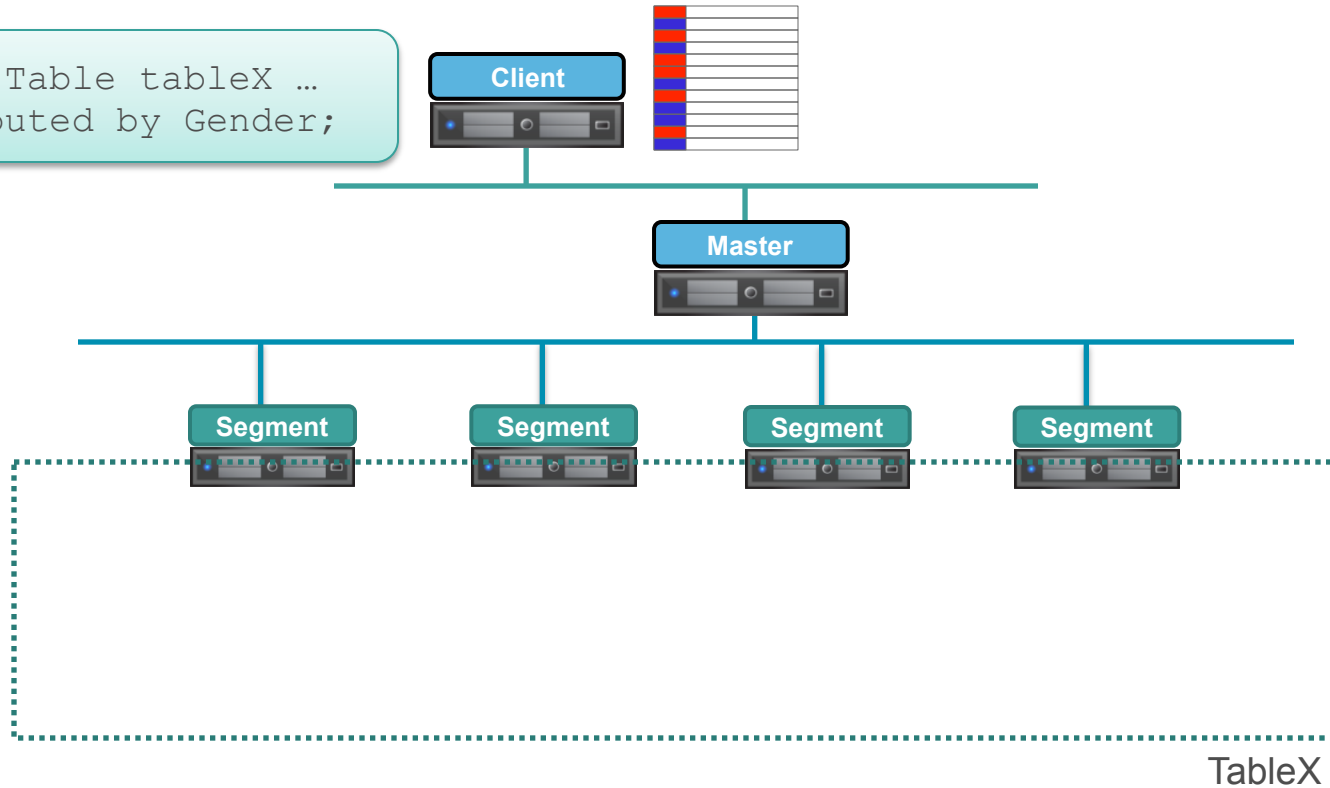 Table tableX …
uted by Gender;
Client
Master
Segment
Segment
Segment
Segment
TableX